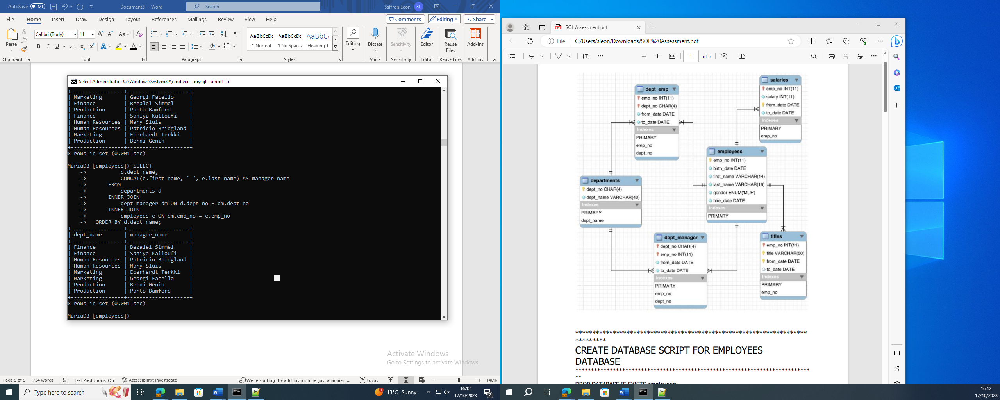 AutoSave Off Document3 - Word Search Saffron Leon SL
File Home Insert Draw Design Layout References Mailings Review View Help Comments Editing Share
Calibri (Body) 11 Aa
Paste B I U ab x₂ x² A A
AaBbCcDc AaBbCcDc AaBbCc
¶ Normal ¶ No Spac... Heading 1
Editing Dictate Sensitivity Editor Reuse Files Add-ins
Clipboard Font Paragraph Styles Voice Sensitivity Editor Reuse Files Add-ins
Select Administrator: C:\Windows\System32\cmd.exe - mysql -u root -p
+-----------------+--------------------+
| Marketing | Georgi Facello |
| Finance | Bezalel Simmel |
| Production | Parto Bamford |
| Finance | Saniya Kalloufi |
| Human Resources | Mary Sluis |
| Human Resources | Patricio Bridgland |
| Marketing | Eberhardt Terkki |
| Production | Berni Genin |
+-----------------+--------------------+
8 rows in set (0.001 sec)
MariaDB [employees]> SELECT
-> d.dept_name,
-> CONCAT(e.first_name, ' ', e.last_name) AS manager_name
-> FROM
-> departments d
-> INNER JOIN
-> dept_manager dm ON d.dept_no = dm.dept_no
-> INNER JOIN
-> employees e ON dm.emp_no = e.emp_no
-> ORDER BY d.dept_name;
+-----------------+--------------------+
| dept_name | manager_name |
+-----------------+--------------------+
| Finance | Bezalel Simmel |
| Finance | Saniya Kalloufi |
| Human Resources | Patricio Bridgland |
| Human Resources | Mary Sluis |
| Marketing | Eberhardt Terkki |
| Marketing | Georgi Facello |
| Production | Berni Genin |
| Production | Parto Bamford |
+-----------------+--------------------+
8 rows in set (0.001 sec)
MariaDB [employees]>
Activate Windows
Go to Settings to activate Windows.
Page 5 of 5 734 words Text Predictions: On Accessibility: Investigate We're starting the add-ins runtime, just a moment... Focus 140%
Type here to search 13°C Sunny 16:12
17/10/2023 2
SQL Assessment.pdf
File C:/Users/sleon/Downloads/SQL%20Assessment.pdf
1 of 5
dept_emp
emp_no INT(11)
dept_no CHAR(4)
from_date DATE
to_date DATE
Indexes
PRIMARY
emp_no
dept_no
salaries
emp_no INT(11)
salary INT(11)
from_date DATE
to_date DATE
Indexes
PRIMARY
emp_no
employees
emp_no INT(11)
birth_date DATE
first_name VARCHAR(14)
last_name VARCHAR(16)
gender ENUM('M','F')
hire_date DATE
Indexes
PRIMARY
departments
dept_no CHAR(4)
dept_name VARCHAR(40)
Indexes
PRIMARY
dept_name
dept_manager
dept_no CHAR(4)
emp_no INT(11)
from_date DATE
to_date DATE
Indexes
PRIMARY
emp_no
dept_no
titles
emp_no INT(11)
title VARCHAR(50)
from_date DATE
to_date DATE
Indexes
PRIMARY
emp_no
********************************************************************
*********
CREATE DATABASE SCRIPT FOR EMPLOYEES
DATABASE
***************************************************************************
**
DROP DATABASE IF EXISTS employees;
16:12
17/10/2023